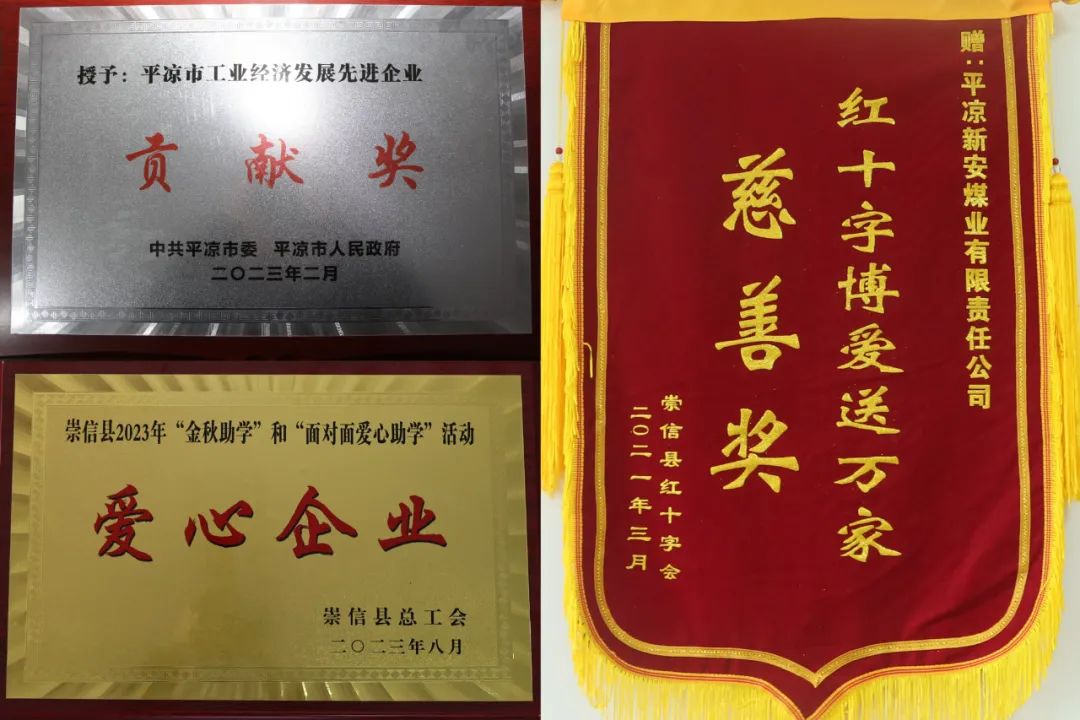 授予：平凉市工业经济发展先进企业
贡献奖
中共平凉市委 平凉市人民政府
二〇二三年二月
崇信县2023年“金秋助学”和“面对面爱心助学”活动
爱心企业
崇信县总工会
二〇二三年八月
赠：平凉新安煤业有限责任公司
红十字博爱送万家
慈善奖
崇信县红十字会
二〇二一年三月